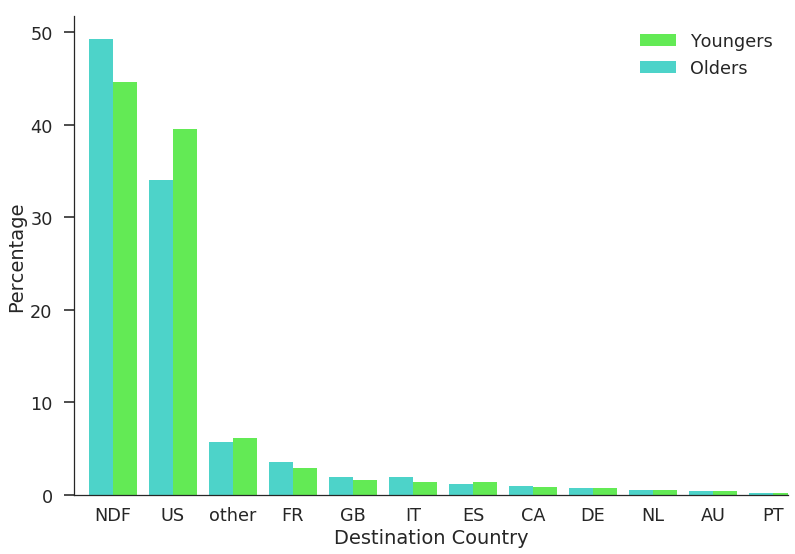 50
40
30
20
10
0
Percentage
Youngers
Olders
NDF US other FR GB IT ES CA DE NL AU PT
Destination Country